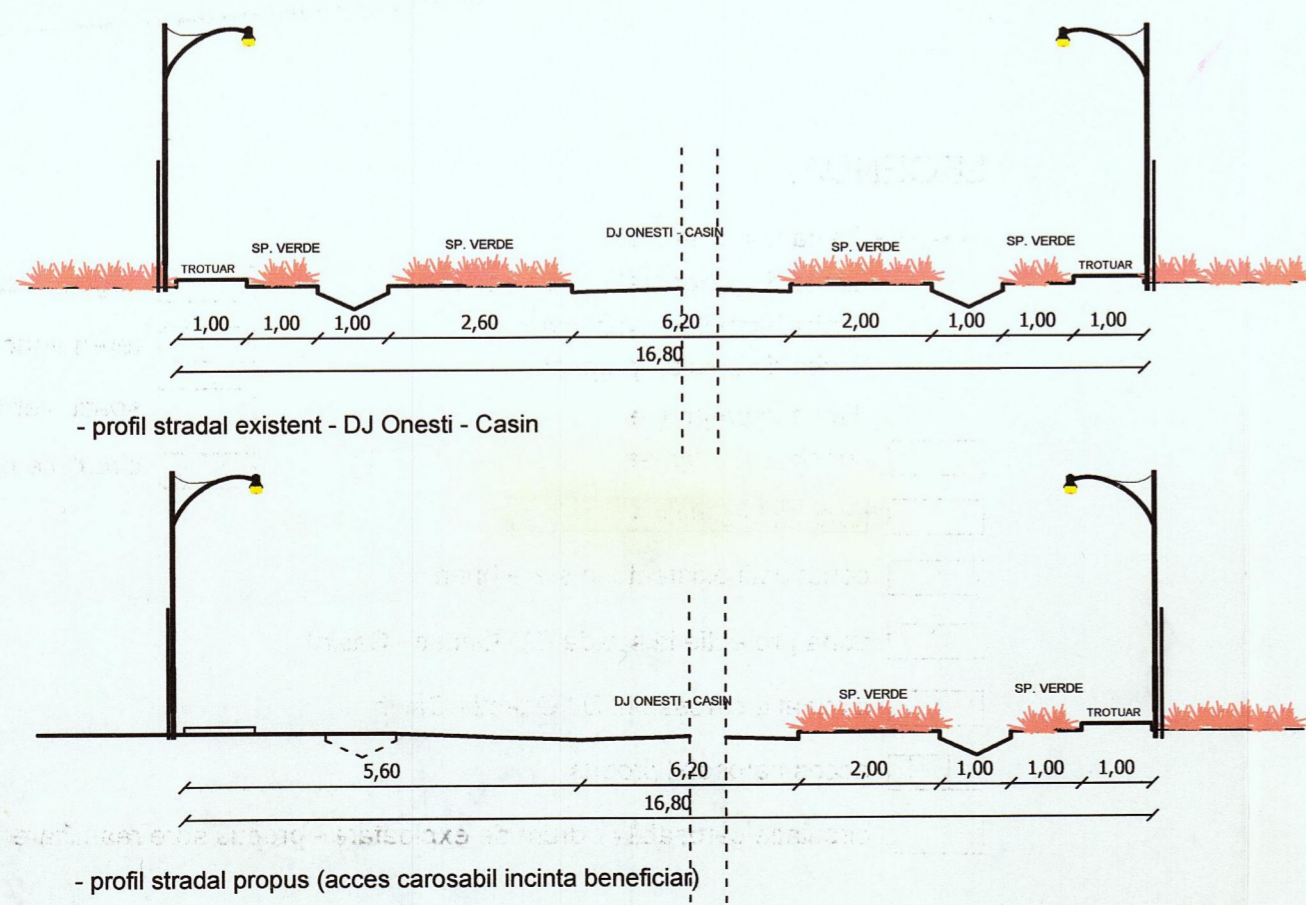 SP. VERDE SP. VERDE DJ ONESTI - CASIN SP. VERDE SP. VERDE
TROTUAR TROTUAR
1,00 1,00 1,00 2,60 6,20 2,00 1,00 1,00 1,00
16,80
- profil stradal existent - DJ Onesti - Casin
DJ ONESTI - CASIN SP. VERDE SP. VERDE
TROTUAR
5,60 6,20 2,00 1,00 1,00 1,00
16,80
- profil stradal propus (acces carosabil incinta beneficiar)